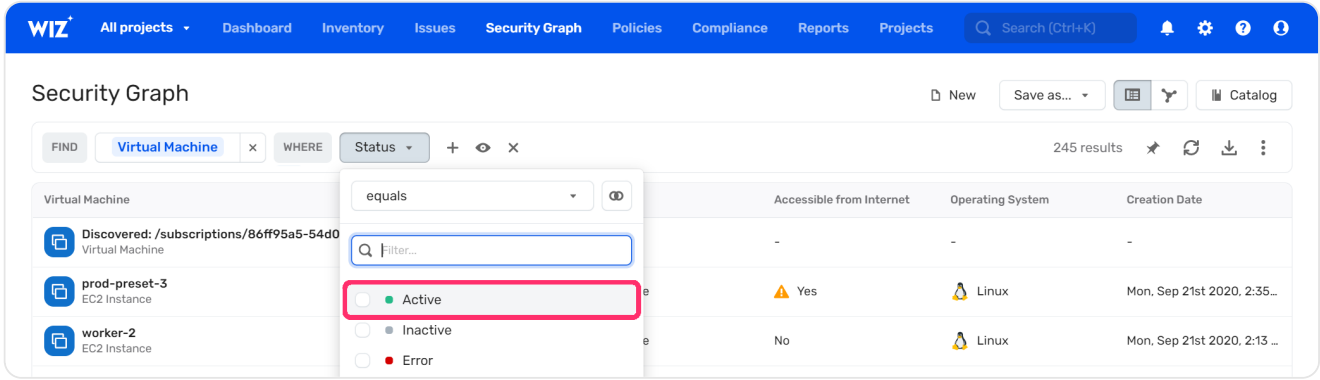 WIZ All projects Dashboard Inventory Issues Security Graph Policies Compliance Reports Projects Search (Ctrl+K)
Security Graph New Save as... Catalog
FIND Virtual Machine × WHERE Status 245 results
equals
Virtual Machine Accessible from Internet Operating System Creation Date
Filter...
Discovered: /subscriptions/86ff95a5-54d0 - - -
Virtual Machine
prod-preset-3 e Yes Linux Mon, Sep 21st 2020, 2:35...
EC2 Instance
Active
Inactive
worker-2 e No Linux Mon, Sep 21st 2020, 2:13 ...
EC2 Instance
Error